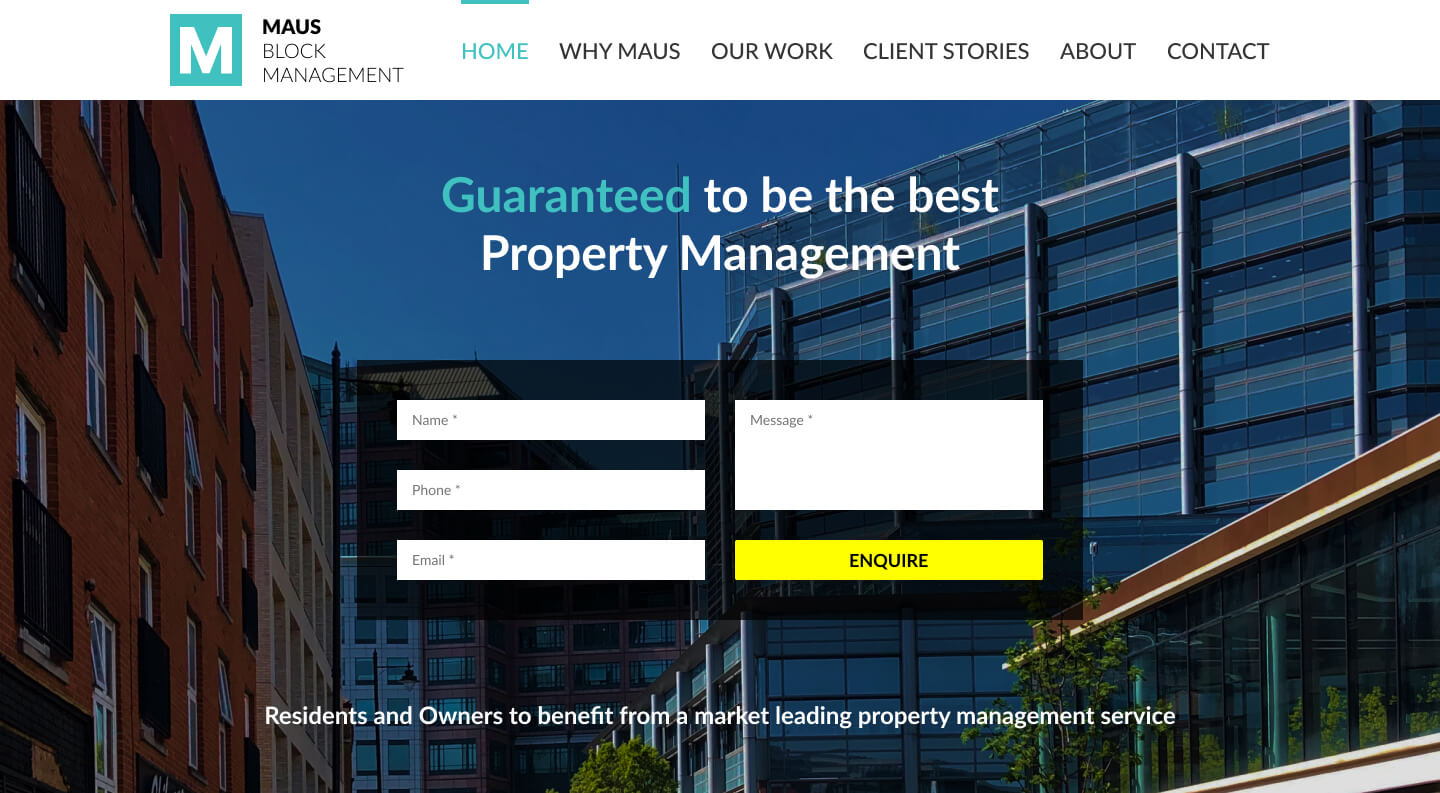 M
MAUS
BLOCK
MANAGEMENT
HOME WHY MAUS OUR WORK CLIENT STORIES ABOUT CONTACT
Guaranteed to be the best
Property Management
Name *
Message *
Phone *
Email *
ENQUIRE
Residents and Owners to benefit from a market leading property management service